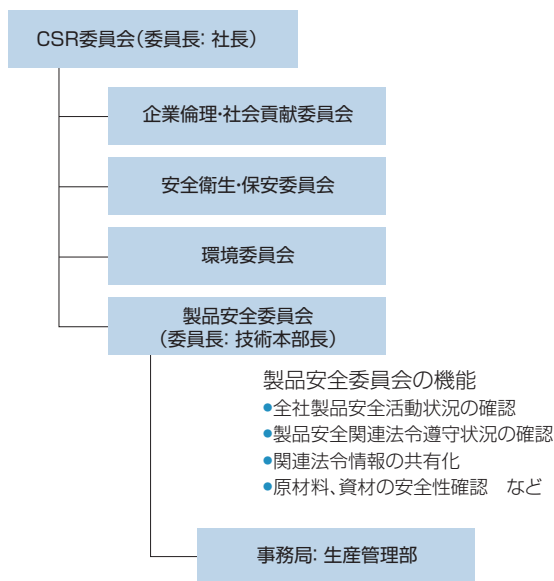 CSR委員会（委員長：社長）
企業倫理・社会貢献委員会
安全衛生・保安委員会
環境委員会
製品安全委員会
（委員長：技術本部長）
製品安全委員会の機能
●全社製品安全活動状況の確認
●製品安全関連法令遵守状況の確認
●関連法令情報の共有化
●原材料、資材の安全性確認　など
事務局：生産管理部